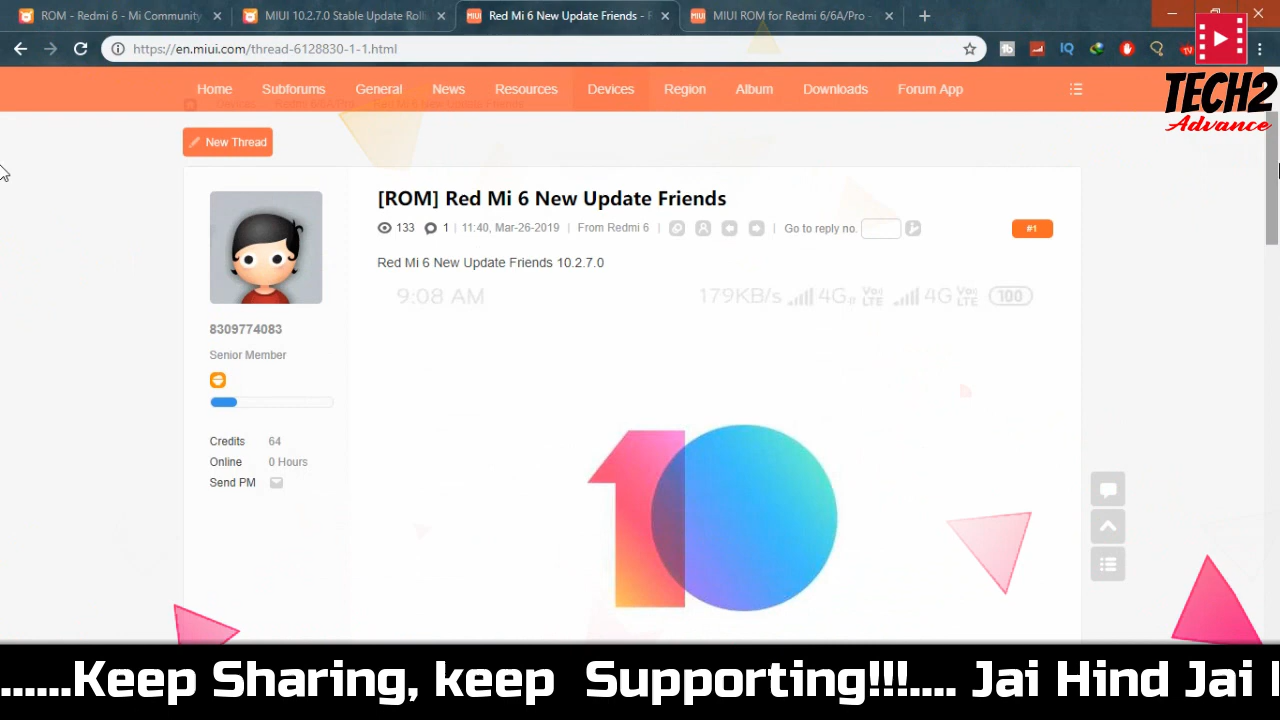 ROM - Redmi 6 - Mi Community
MIUI 10.2.7.0 Stable Update Roll
Red Mi 6 New Update Friends - F
MIUI ROM for Redmi 6/6A/Pro -
https://en.miui.com/thread-6128830-1-1.html
TECH2
Advance
Home Subforums General News Resources Devices Region Album Downloads Forum App
New Thread
[ROM] Red Mi 6 New Update Friends
133 1 | 11:40, Mar-26-2019 | From Redmi 6 | Go to reply no. #1
Red Mi 6 New Update Friends 10.2.7.0
9:08 AM 179KB/s 4G Vo)) LTE 4G Vo)) LTE 100
8309774083
Senior Member
Credits 64
Online 0 Hours
Send PM
10
......Keep Sharing, keep Supporting!!!.... Jai Hind Jai